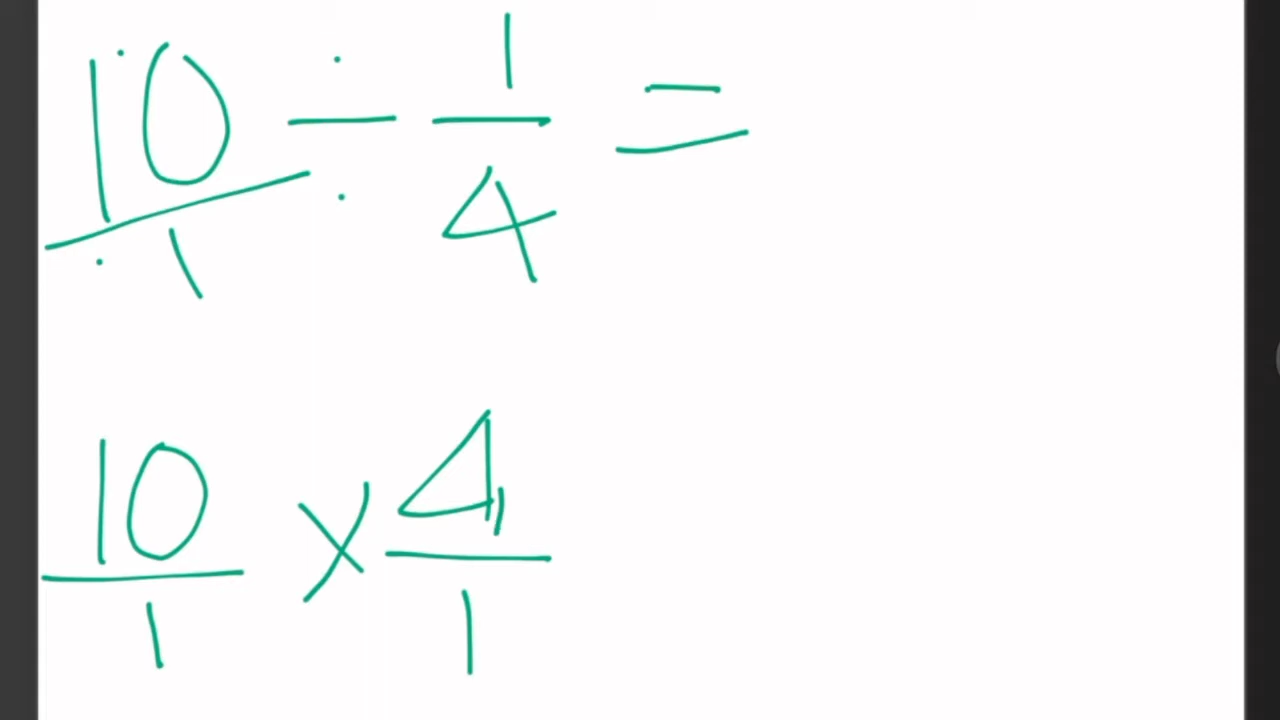 10/1 ÷ 1/4 =
10/1 × 4/1